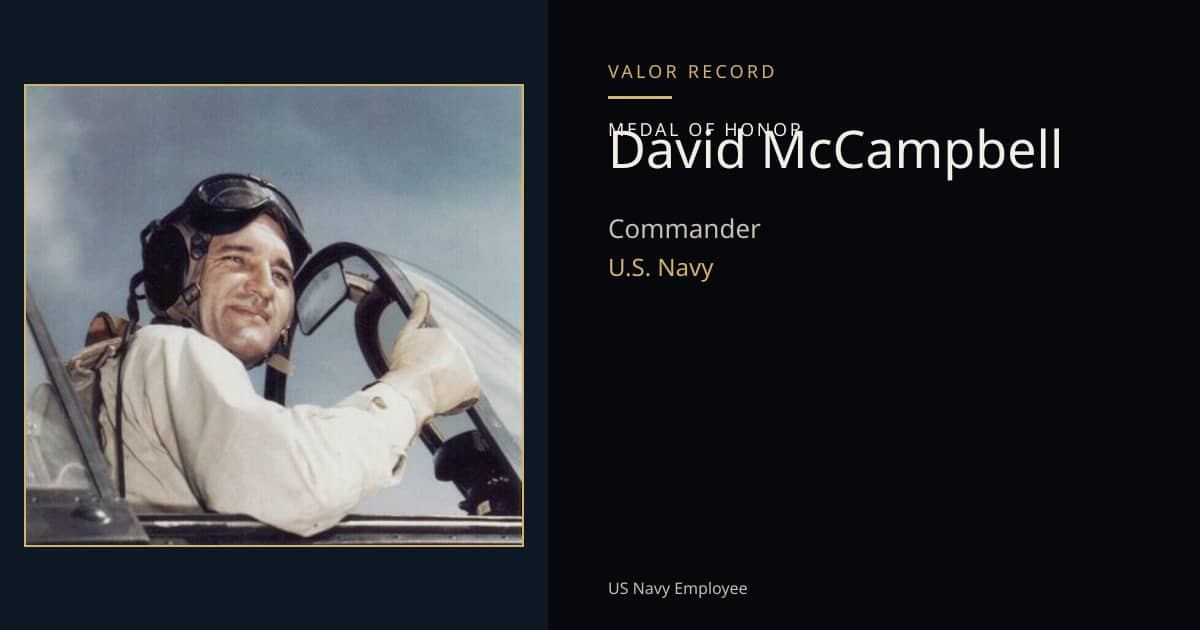 VALOR RECORD
MEDAL OF HONOR
David McCampbell
Commander
U.S. Navy
US Navy Employee